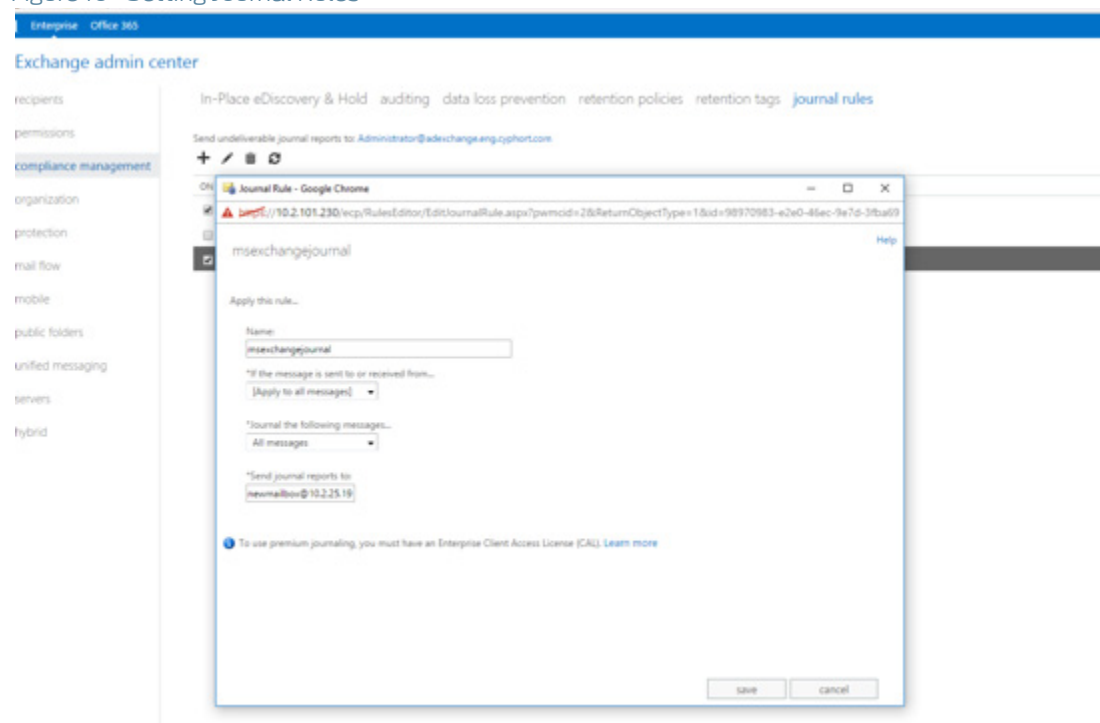 Enterprise Office 365
Exchange admin center
recipients
permissions
compliance management
organization
protection
mail flow
mobile
public folders
unified messaging
servers
hybrid
In-Place eDiscovery & Hold auditing data loss prevention retention policies retention tags journal rules
Send undeliverable journal reports to: Administrator@adexchange.eng.cyphort.com
ON
Journal Rule - Google Chrome
https://10.2.101.230/ecp/RulesEditor/EditJournalRule.aspx?pwmcid=2&ReturnObjectType=1&id=98970983-e2e0-46ec-9e7d-3fba69
Help
msexchangejournal
Apply this rule...
Name:
msexchangejournal
*If the message is sent to or received from...
[Apply to all messages]
*Journal the following messages...
All messages
*Send journal reports to:
newmailbox@10.2.25.19
To use premium journaling, you must have an Enterprise Client Access License (CAL). Learn more
save cancel